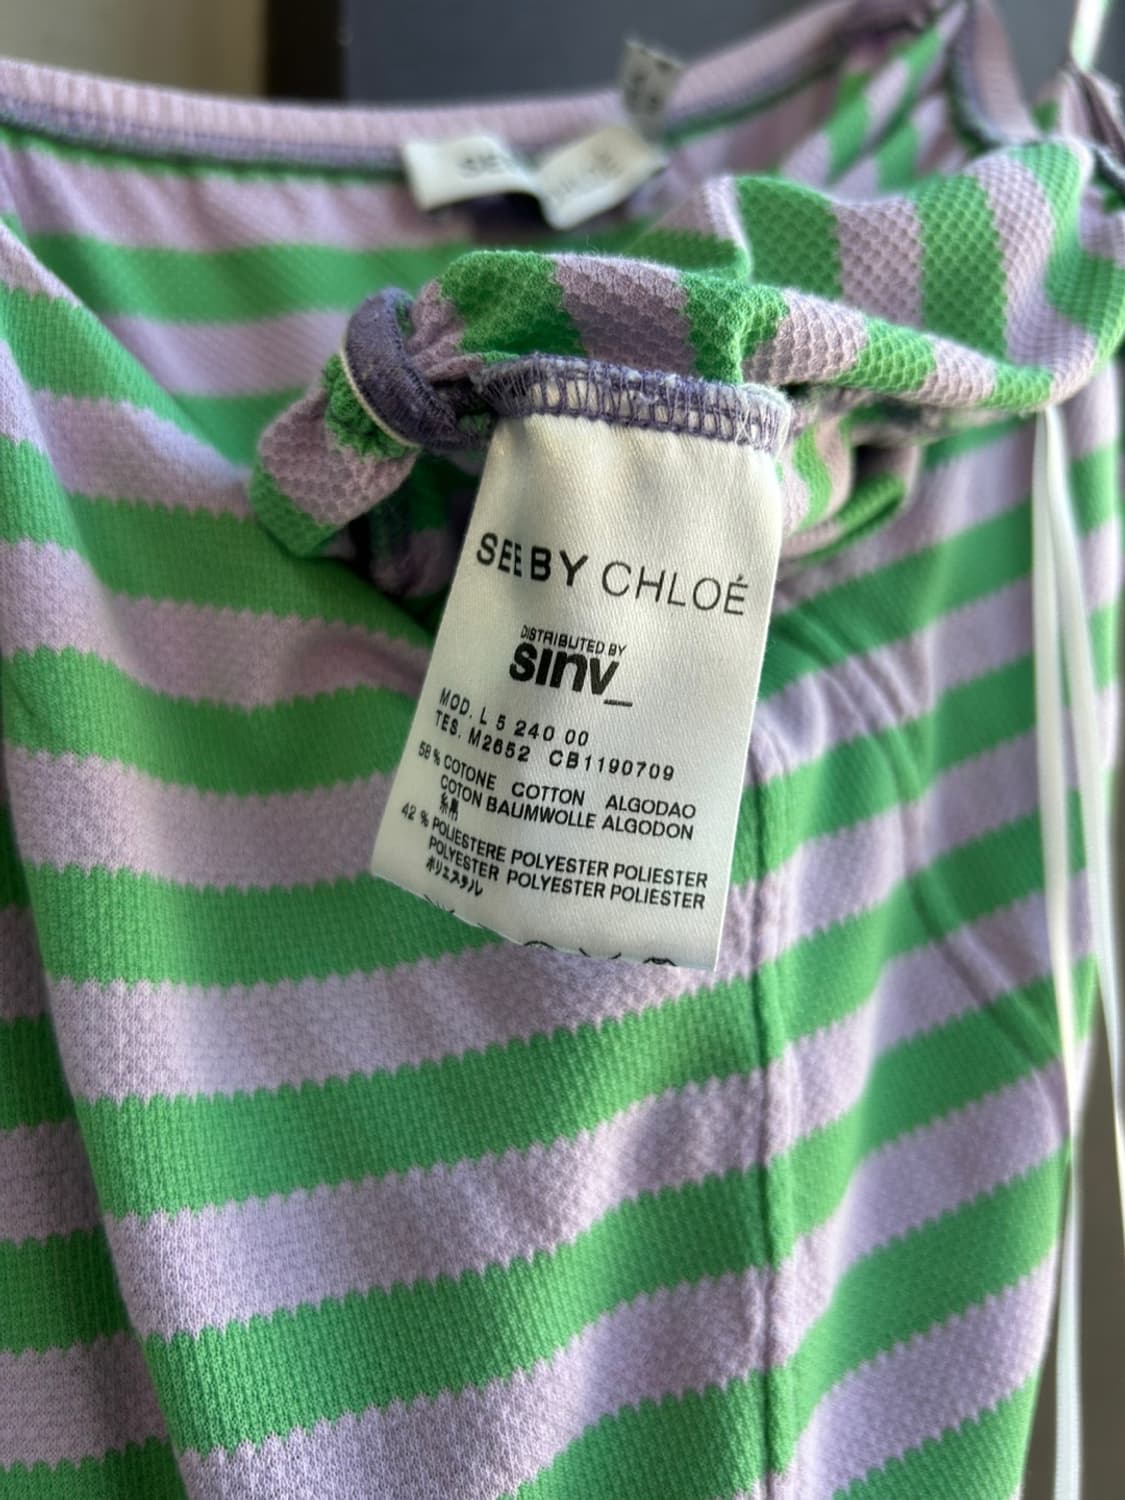 SEE BY CHLOÉ
DISTRIBUTED BY
sinv_
MOD. L 5 240 00
TES. M2652 CB1190709
58 % COTONE COTTON ALGODAO
COTON BAUMWOLLE ALGODON
綿
42 % POLIESTERE POLYESTER POLIESTER
POLYESTER POLYESTER POLIESTER
ポリエステル